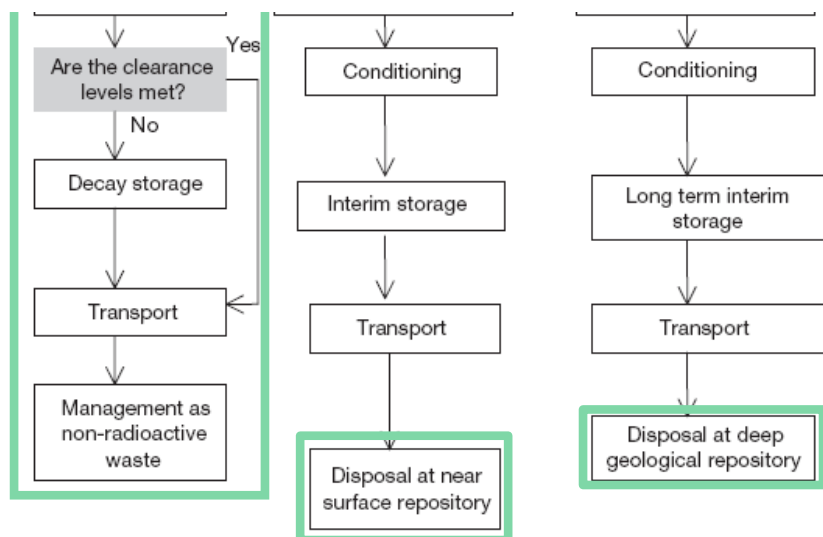 Yes
Are the clearance
levels met?
No
Decay storage
Transport
Management as
non-radioactive
waste
Conditioning
Interim storage
Transport
Disposal at near
surface repository
Conditioning
Long term interim
storage
Transport
Disposal at deep
geological repository